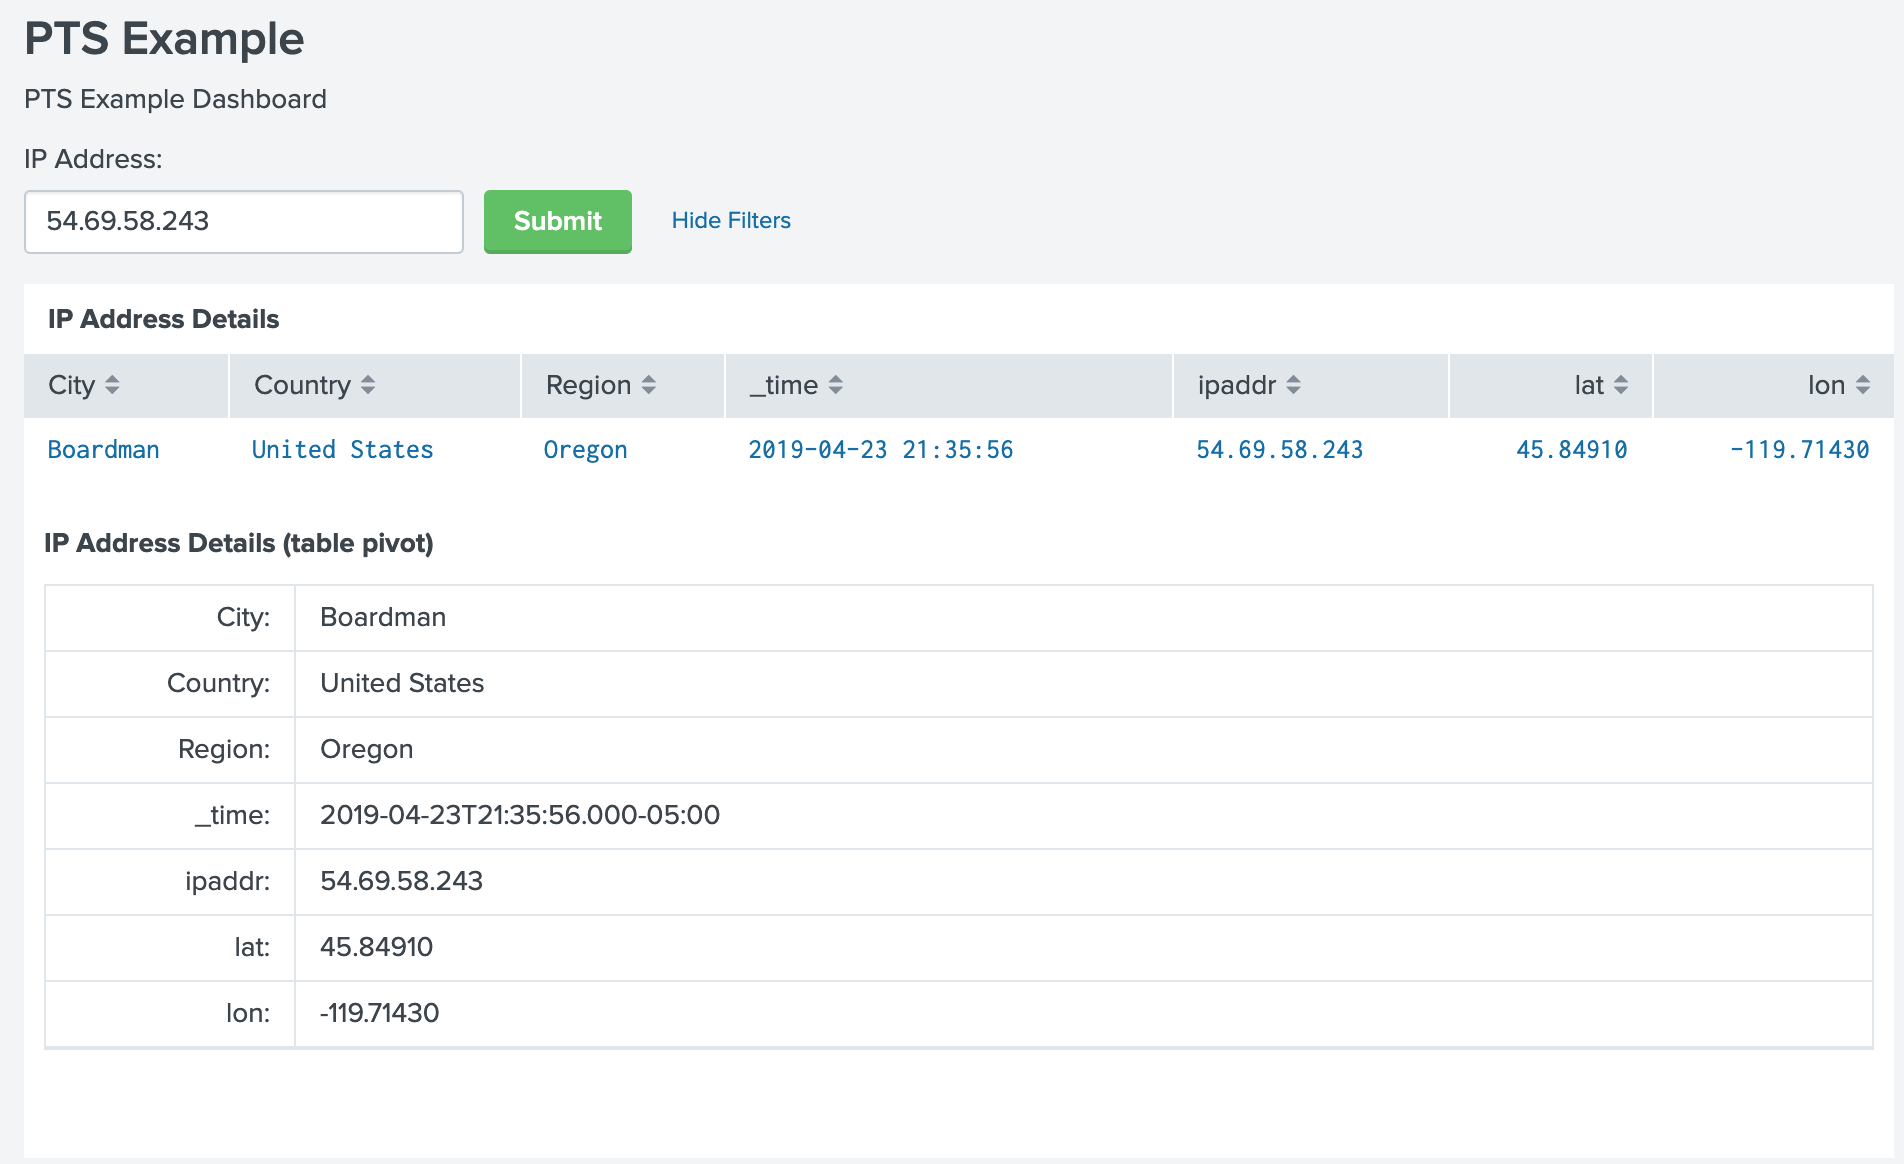 PTS Example
PTS Example Dashboard
IP Address:
54.69.58.243 Submit Hide Filters
IP Address Details
City Country Region _time ipaddr lat lon
Boardman United States Oregon 2019-04-23 21:35:56 54.69.58.243 45.84910 -119.71430
IP Address Details (table pivot)
City: Boardman
Country: United States
Region: Oregon
_time: 2019-04-23T21:35:56.000-05:00
ipaddr: 54.69.58.243
lat: 45.84910
lon: -119.71430